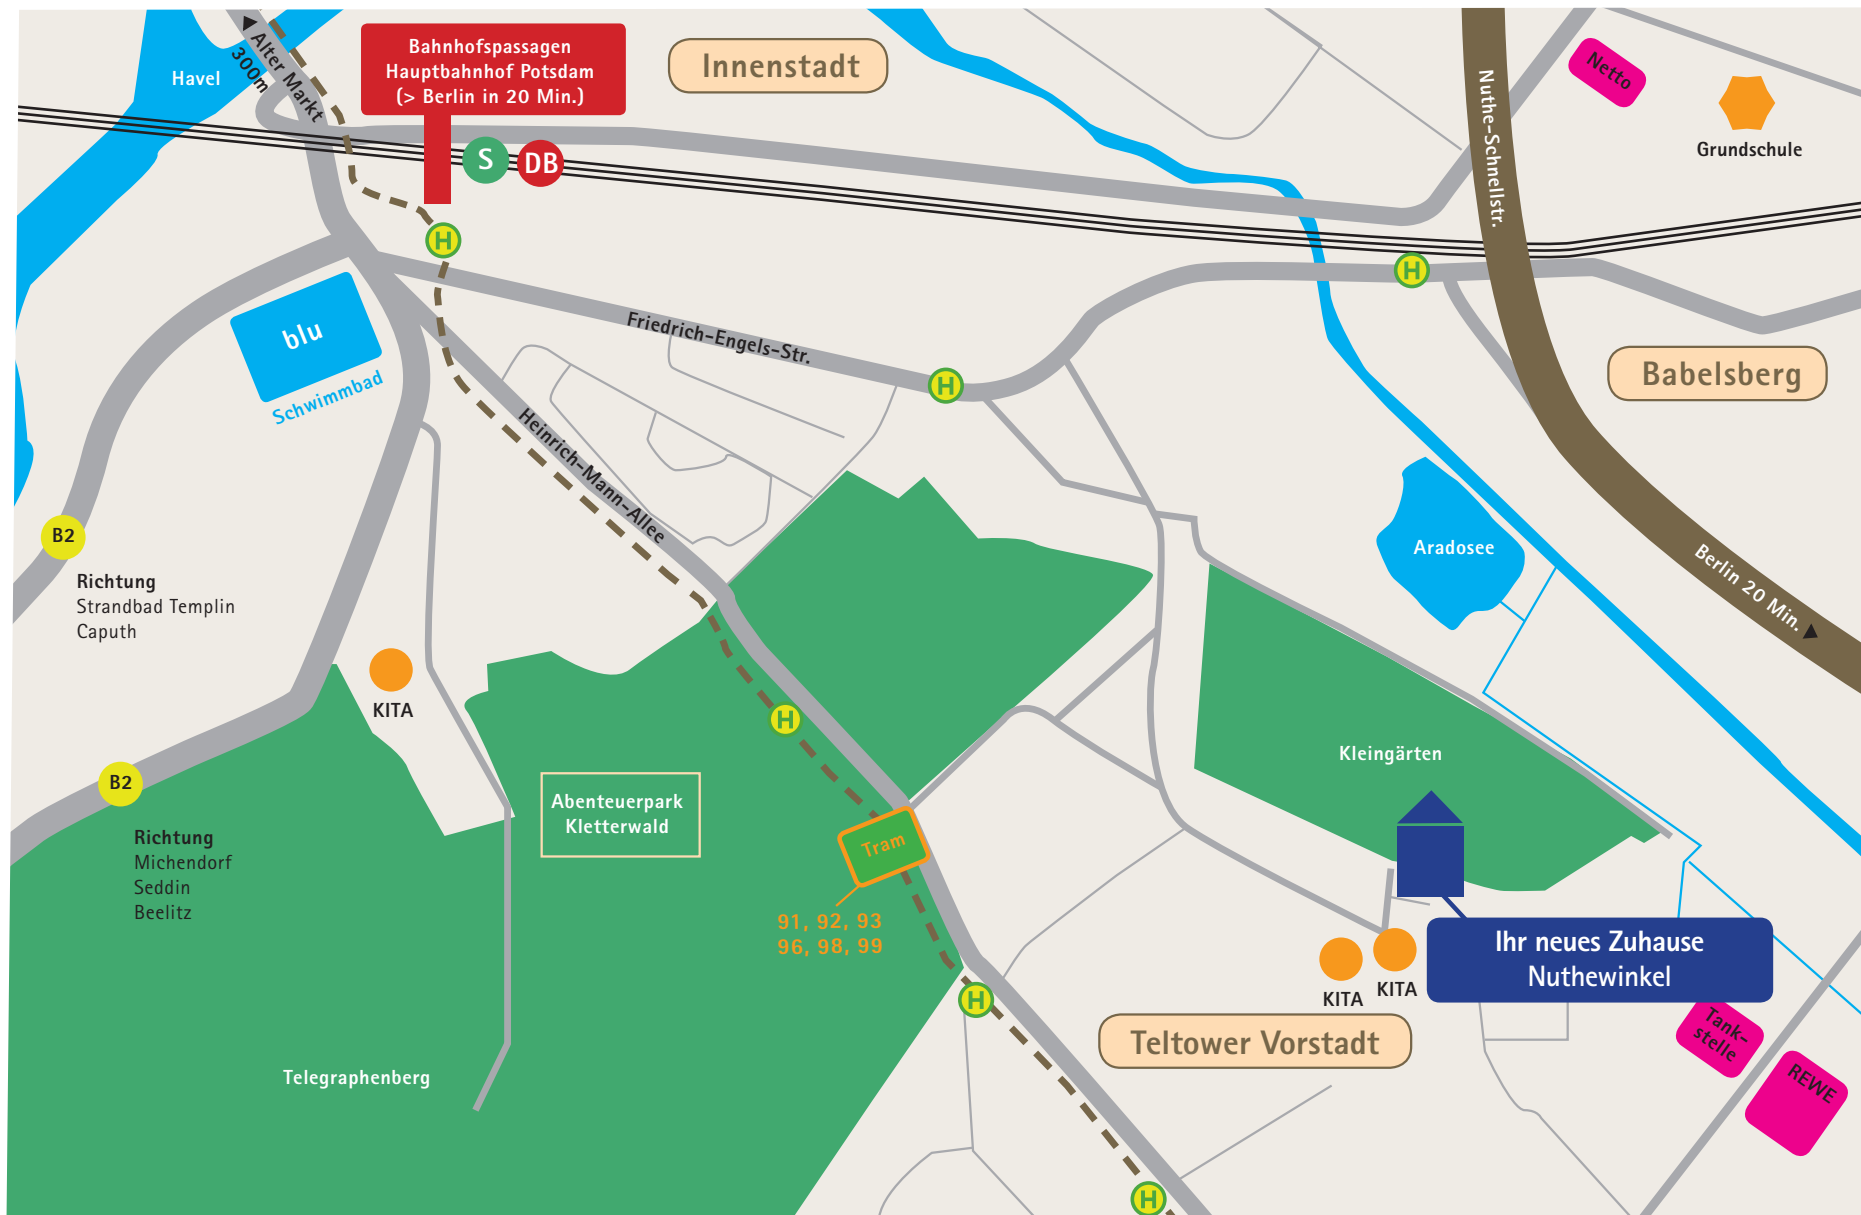 ▲ Alter Markt
300m
Havel
Bahnhofspassagen
Hauptbahnhof Potsdam
(> Berlin in 20 Min.)
Innenstadt
S
DB
H
Netto
Grundschule
Nuthe-Schnellstr.
H
blu
Schwimmbad
Friedrich-Engels-Str.
H
Babelsberg
Heinrich-Mann-Allee
B2
Richtung
Strandbad Templin
Caputh
Aradosee
Berlin 20 Min. ▲
KITA
H
B2
Richtung
Michendorf
Seddin
Beelitz
Abenteuerpark
Kletterwald
Tram
91, 92, 93
96, 98, 99
Kleingärten
Ihr neues Zuhause
Nuthewinkel
KITA
KITA
H
Teltower Vorstadt
Tank-
stelle
REWE
Telegraphenberg
H